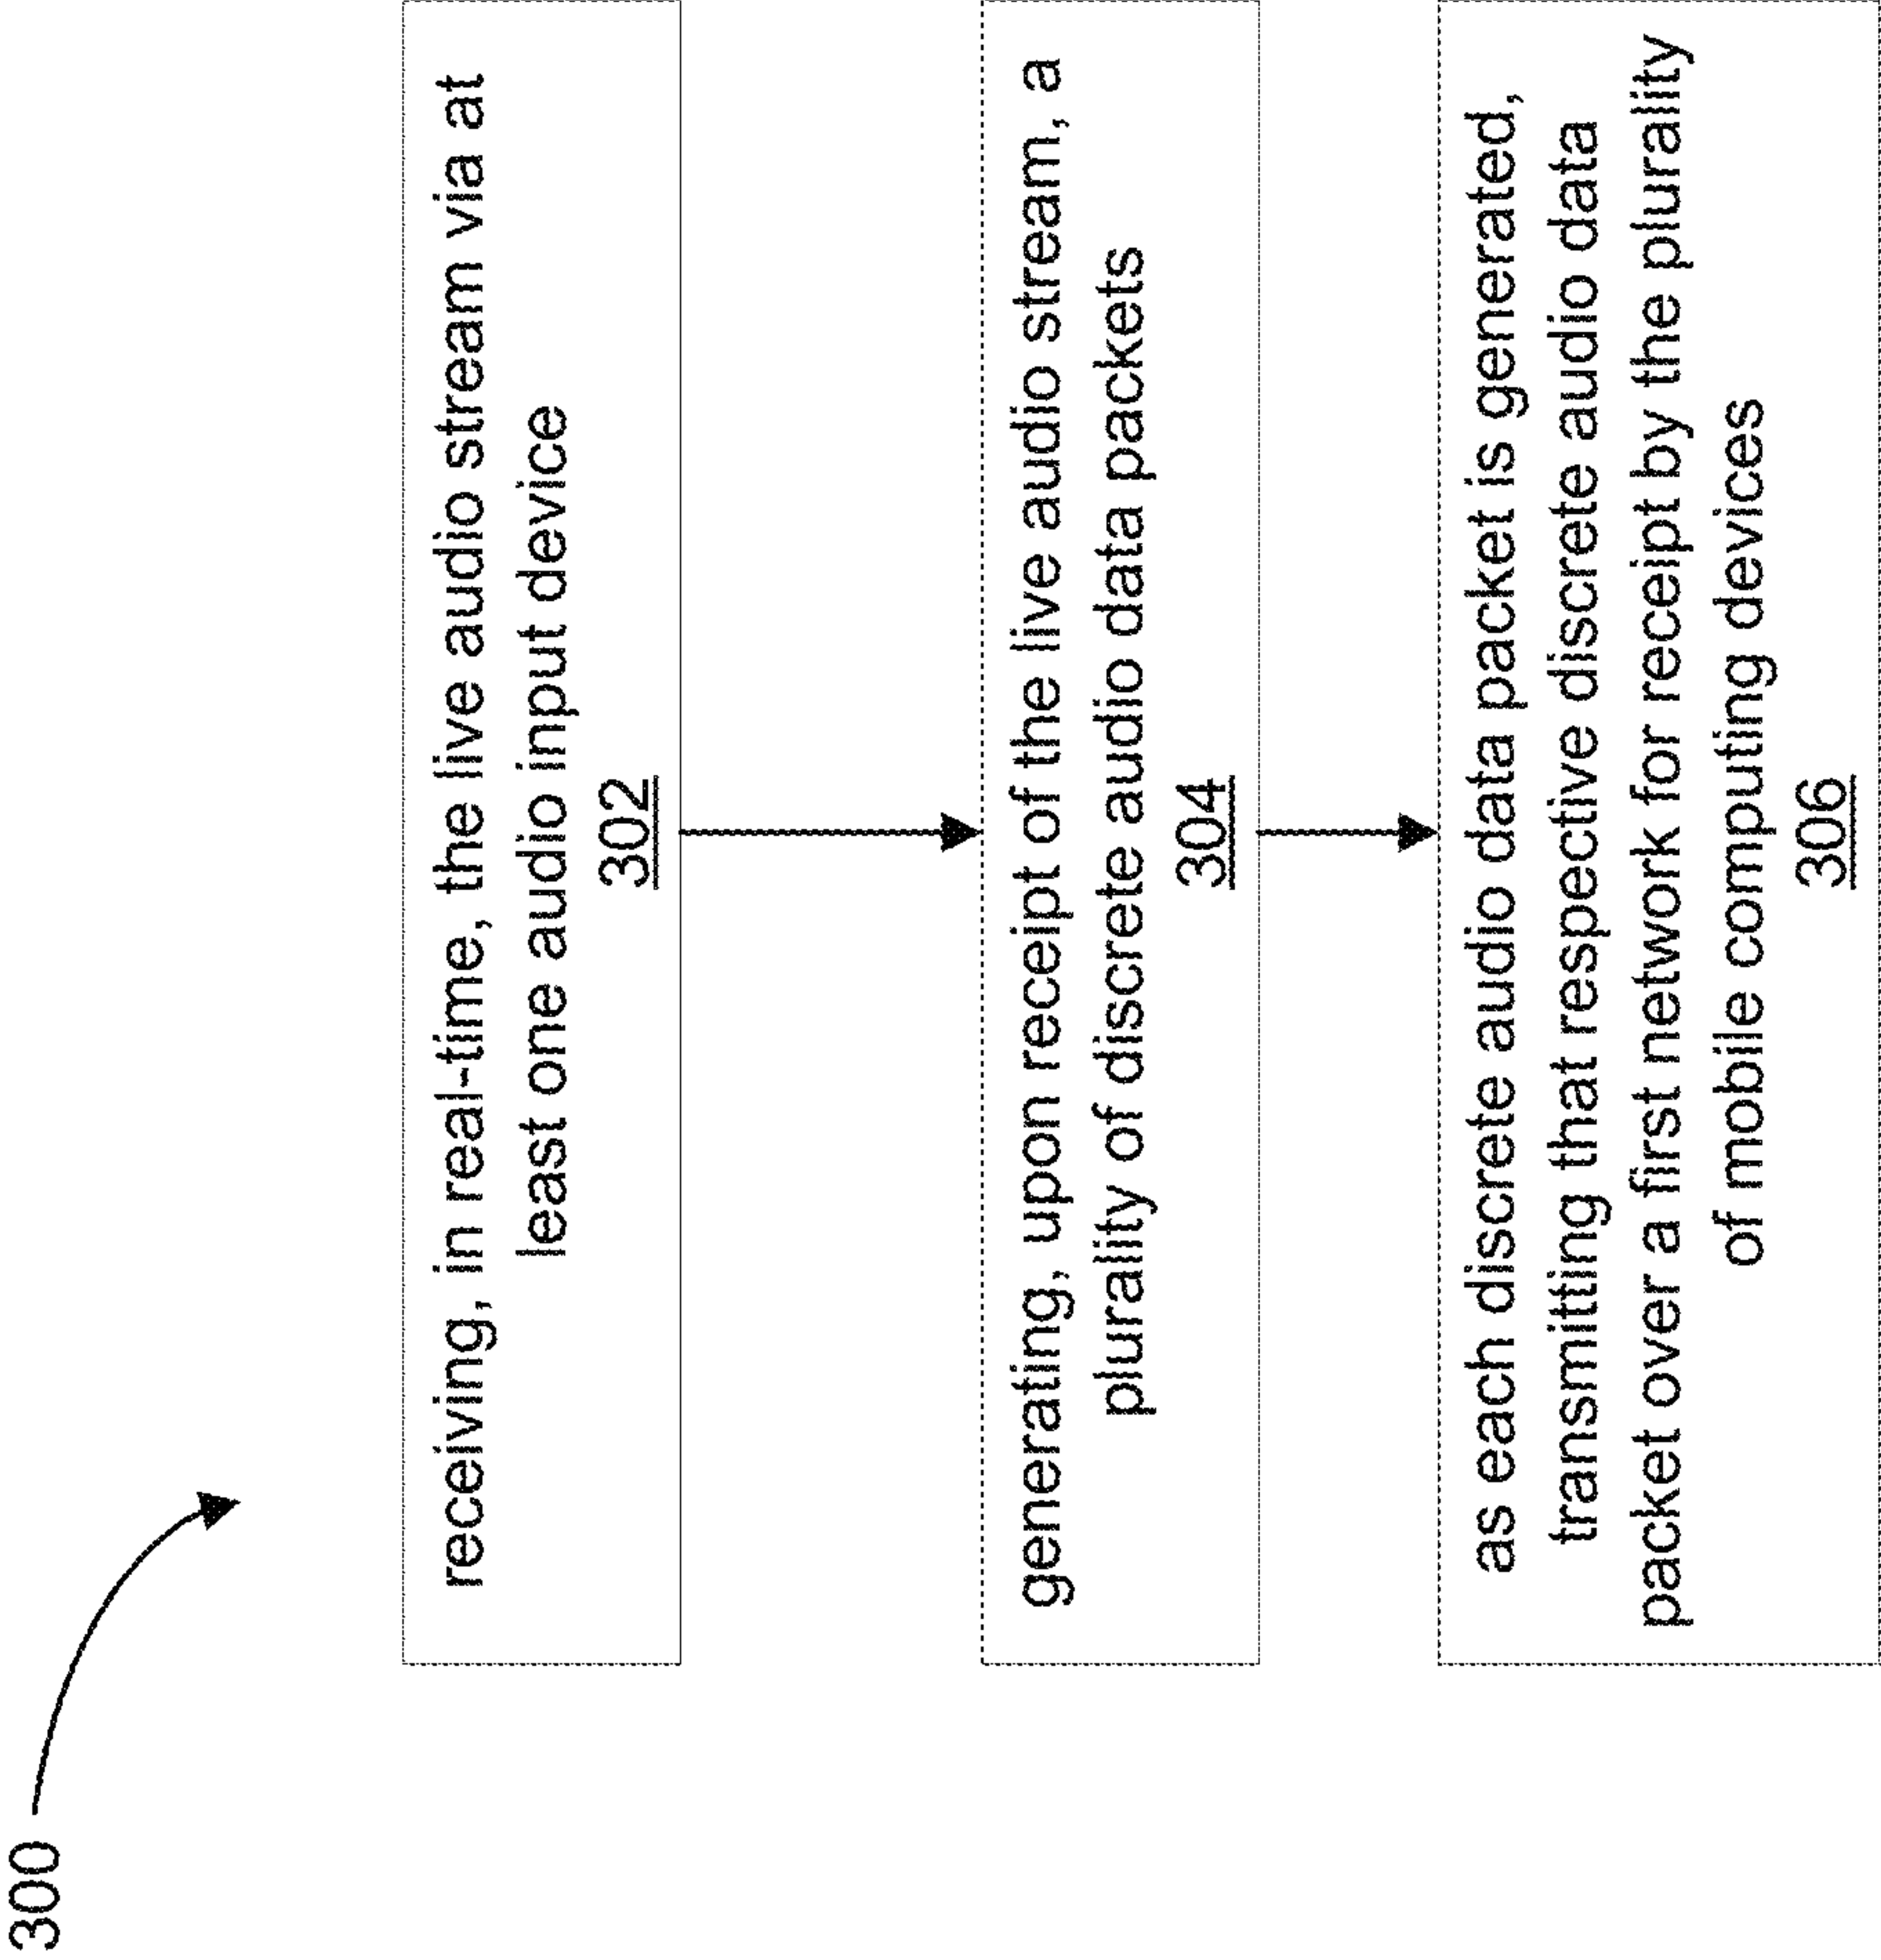 300
receiving, in real-time, the live audio stream via at
least one audio input device
302
generating, upon receipt of the live audio stream, a
plurality of discrete audio data packets
304
as each discrete audio data packet is generated,
transmitting that respective discrete audio data
packet over a first network for receipt by the plurality
of mobile computing devices
306